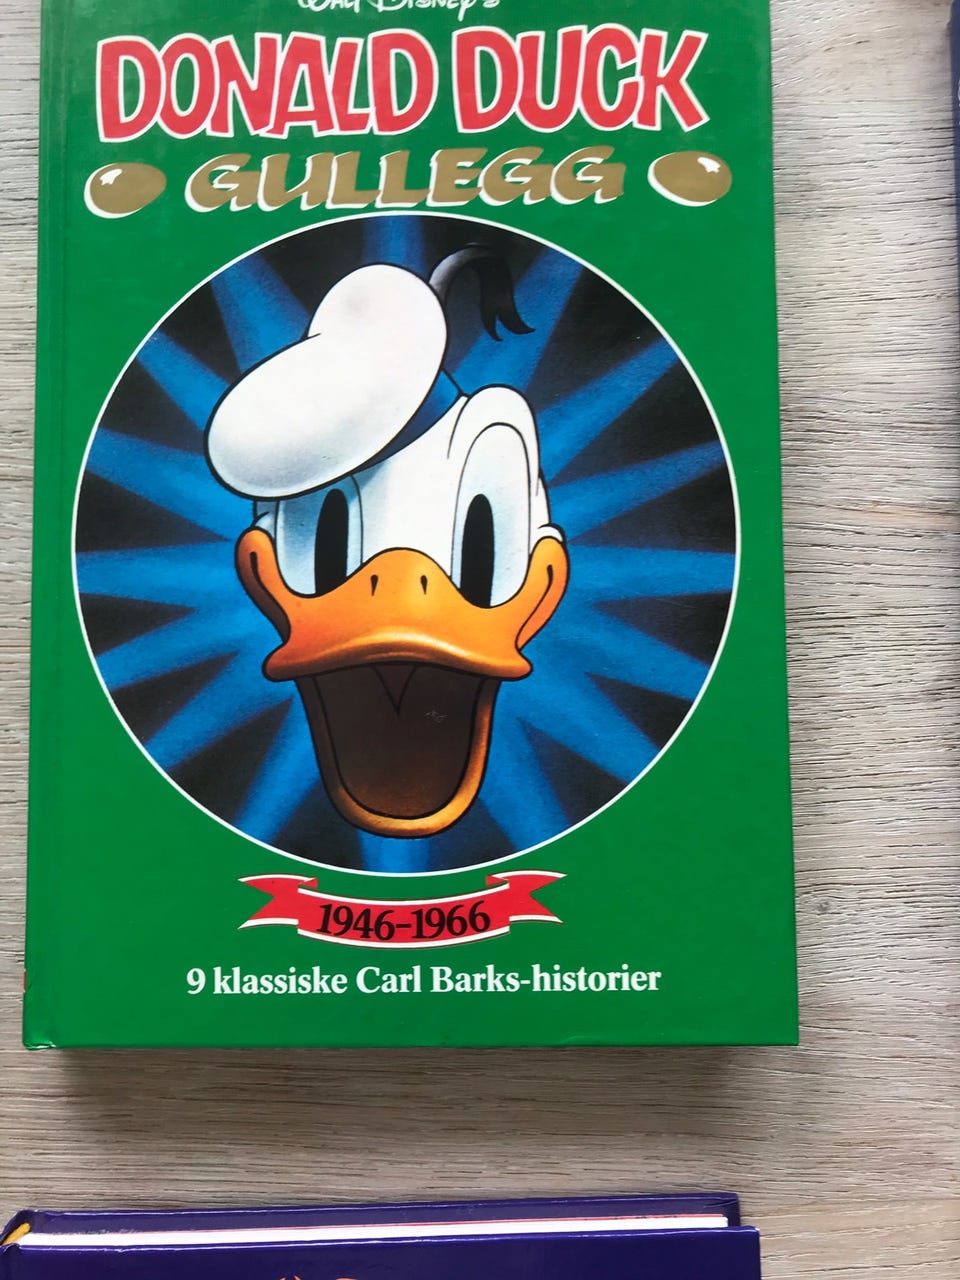 WALT DISNEY'S
DONALD DUCK
GULLEGG
1946-1966
9 klassiske Carl Barks-historier